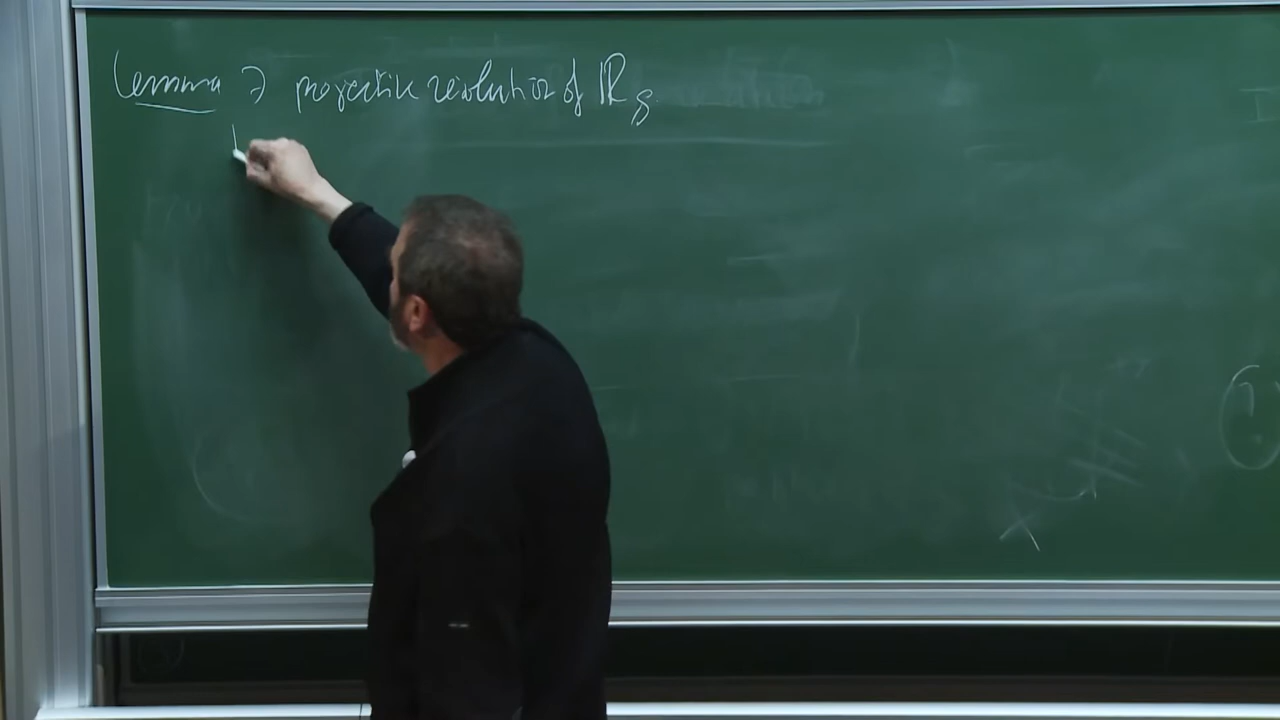 Lemma ∃ projective resolution of ℝ_S